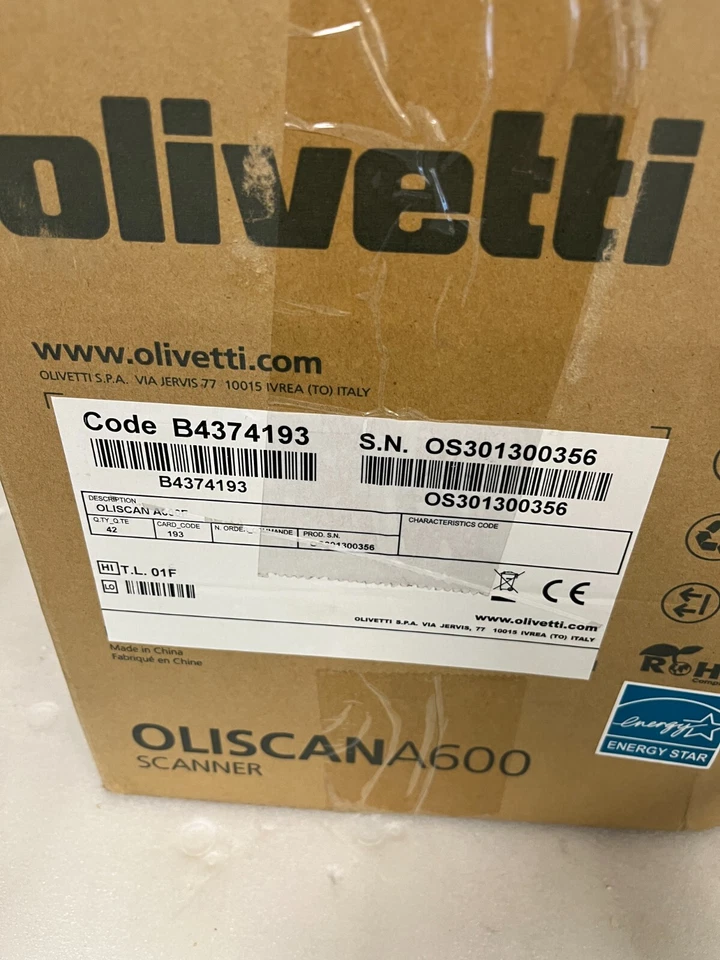 olivetti
www.olivetti.com
OLIVETTI S.P.A. VIA JERVIS 77 10015 IVREA (TO) ITALY
Code B4374193
B4374193
S.N. OS301300356
OS301300356
DESCRIPTION
OLISCAN
Q.TY_Q.TE
42
CARD_CODE
193
PROD. S.N.
CHARACTERISTICS CODE
HI T.L. 01F
LO
CE
www.olivetti.com
OLIVETTI S.P.A. VIA JERVIS, 77 10015 IVREA (TO) ITALY
Made in China
Fabriqué en Chine
OLISCANA600
SCANNER
energy
ENERGY STAR